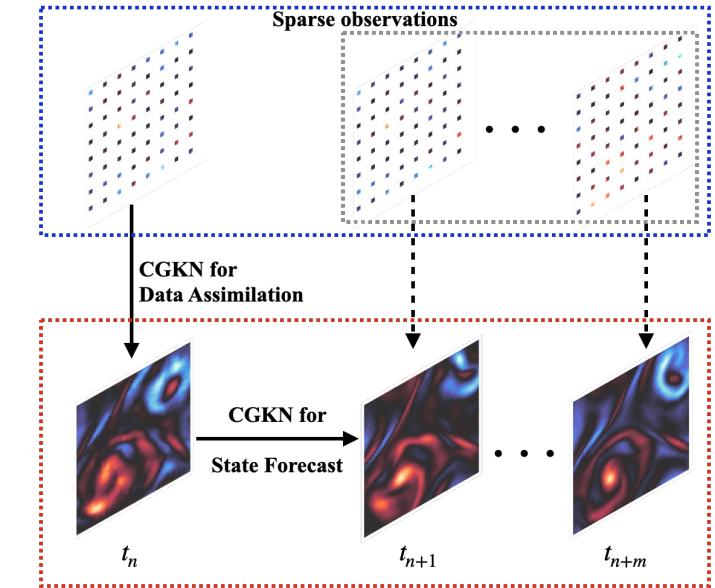 Sparse observations
CGKN for
Data Assimilation
CGKN for
State Forecast
t_n
t_{n+1}
t_{n+m}